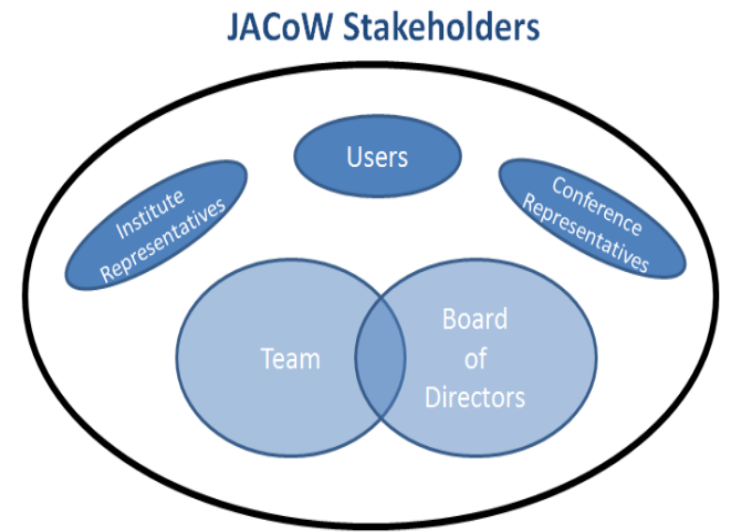 JACoW Stakeholders
Users
Institute
Representatives
Conference
Representatives
Team
Board
of
Directors